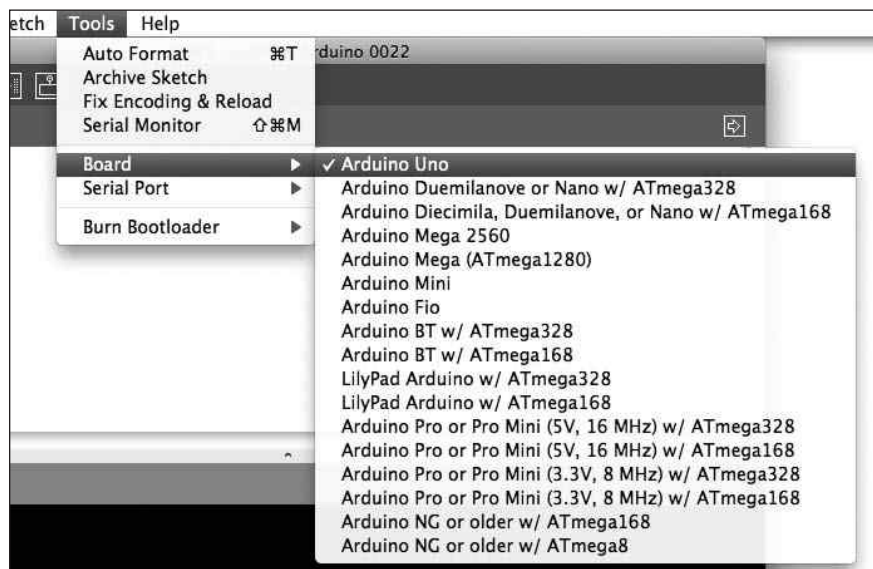 etch Tools Help
rduino 0022
Auto Format ⌘T
Archive Sketch
Fix Encoding & Reload
Serial Monitor ⇧⌘M
Board ▶
Serial Port ▶
Burn Bootloader ▶
✓ Arduino Uno
Arduino Duemilanove or Nano w/ ATmega328
Arduino Diecimila, Duemilanove, or Nano w/ ATmega168
Arduino Mega 2560
Arduino Mega (ATmega1280)
Arduino Mini
Arduino Fio
Arduino BT w/ ATmega328
Arduino BT w/ ATmega168
LilyPad Arduino w/ ATmega328
LilyPad Arduino w/ ATmega168
Arduino Pro or Pro Mini (5V, 16 MHz) w/ ATmega328
Arduino Pro or Pro Mini (5V, 16 MHz) w/ ATmega168
Arduino Pro or Pro Mini (3.3V, 8 MHz) w/ ATmega328
Arduino Pro or Pro Mini (3.3V, 8 MHz) w/ ATmega168
Arduino NG or older w/ ATmega168
Arduino NG or older w/ ATmega8